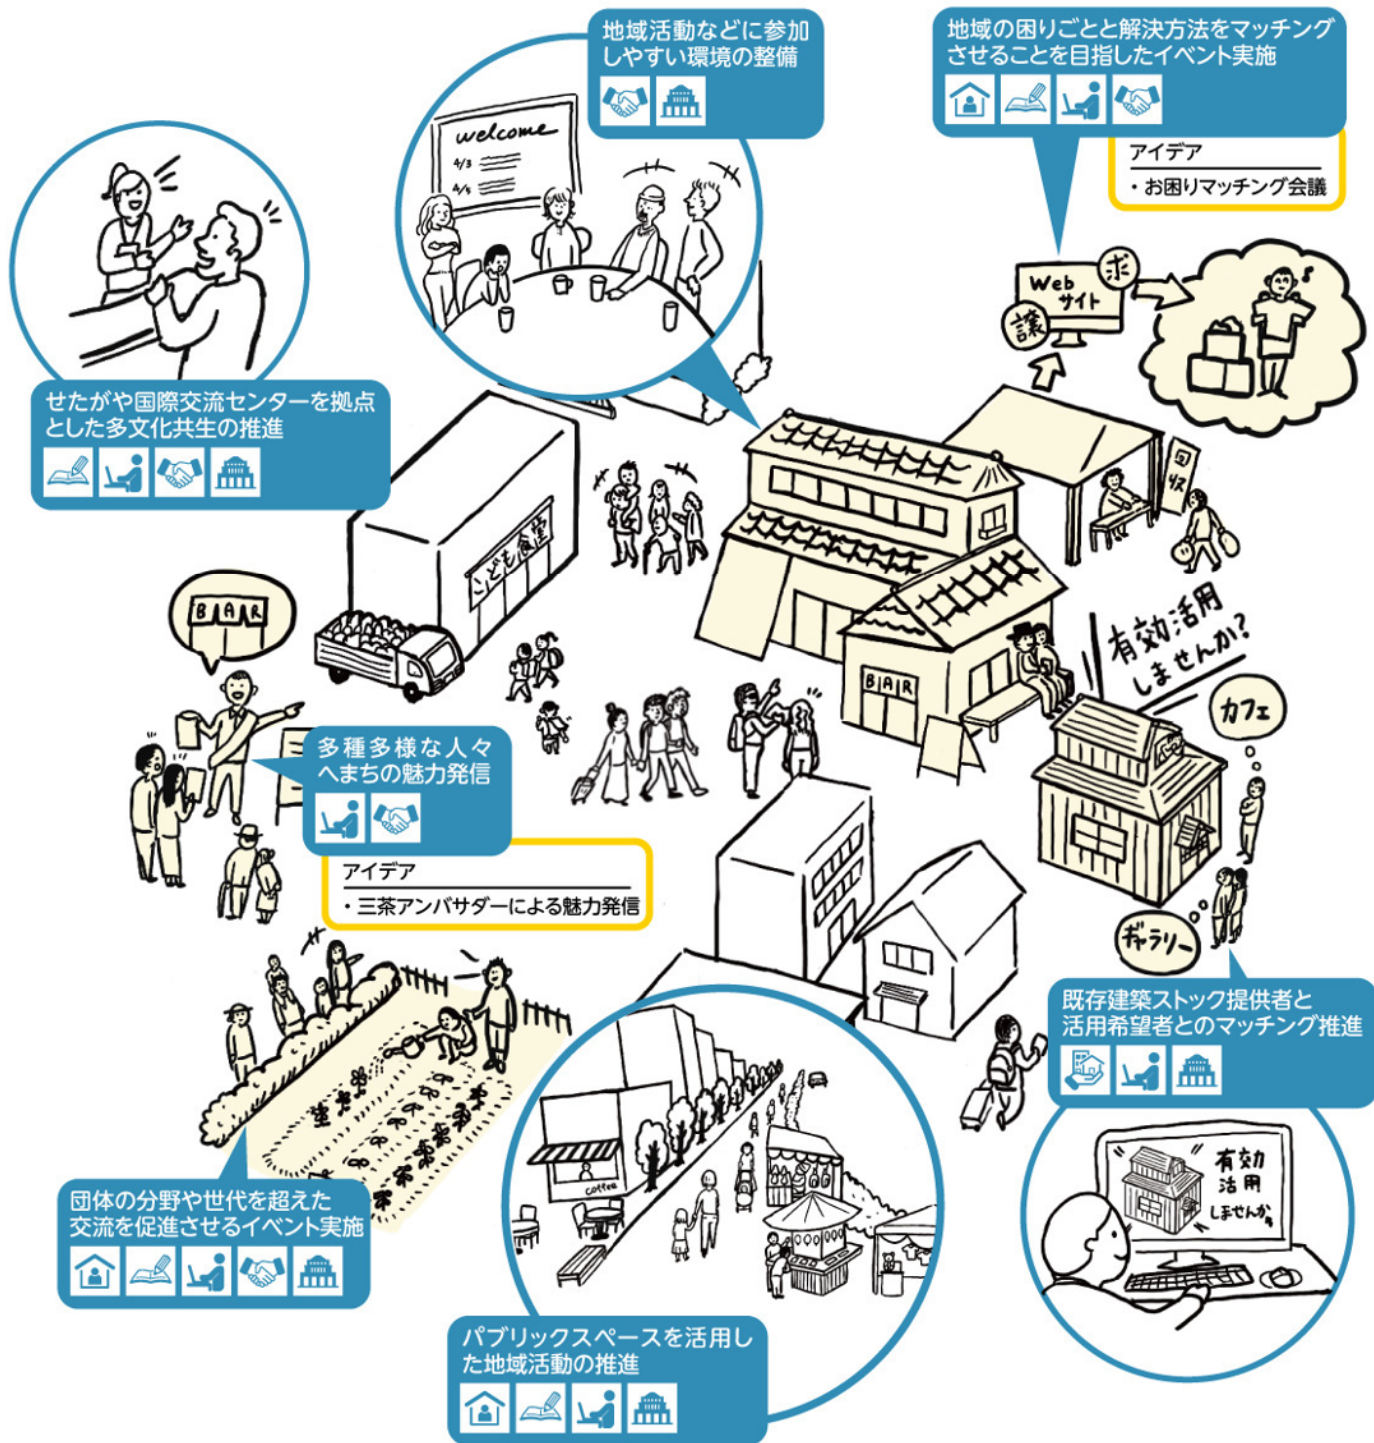 地域活動などに参加
しやすい環境の整備
地域の困りごとと解決方法をマッチング
させることを目指したイベント実施
アイデア
・お困りマッチング会議
welcome
4/3
4/5
Web
サイト
求
譲
せたがや国際交流センターを拠点
とした多文化共生の推進
こども食堂
回収
BAR
BAR
有効活用
しませんか?
カフェ
ギャラリー
多種多様な人々
へまちの魅力発信
アイデア
・三茶アンバサダーによる魅力発信
既存建築ストック提供者と
活用希望者とのマッチング推進
有効
活用
しませんか
coffee
団体の分野や世代を超えた
交流を促進させるイベント実施
パブリックスペースを活用し
た地域活動の推進